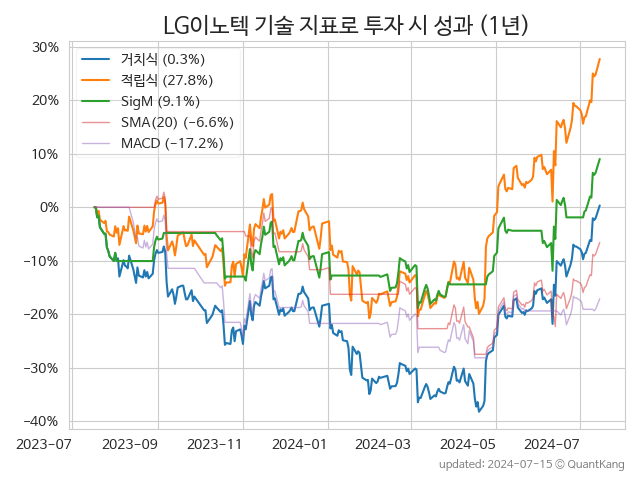 LG이노텍 기술 지표로 투자 시 성과 (1년)
30%
20%
10%
0%
−10%
−20%
−30%
−40%
거치식 (0.3%)
적립식 (27.8%)
SigM (9.1%)
SMA(20) (−6.6%)
MACD (−17.2%)
2023-07 2023-09 2023-11 2024-01 2024-03 2024-05 2024-07
updated: 2024-07-15 © QuantKang